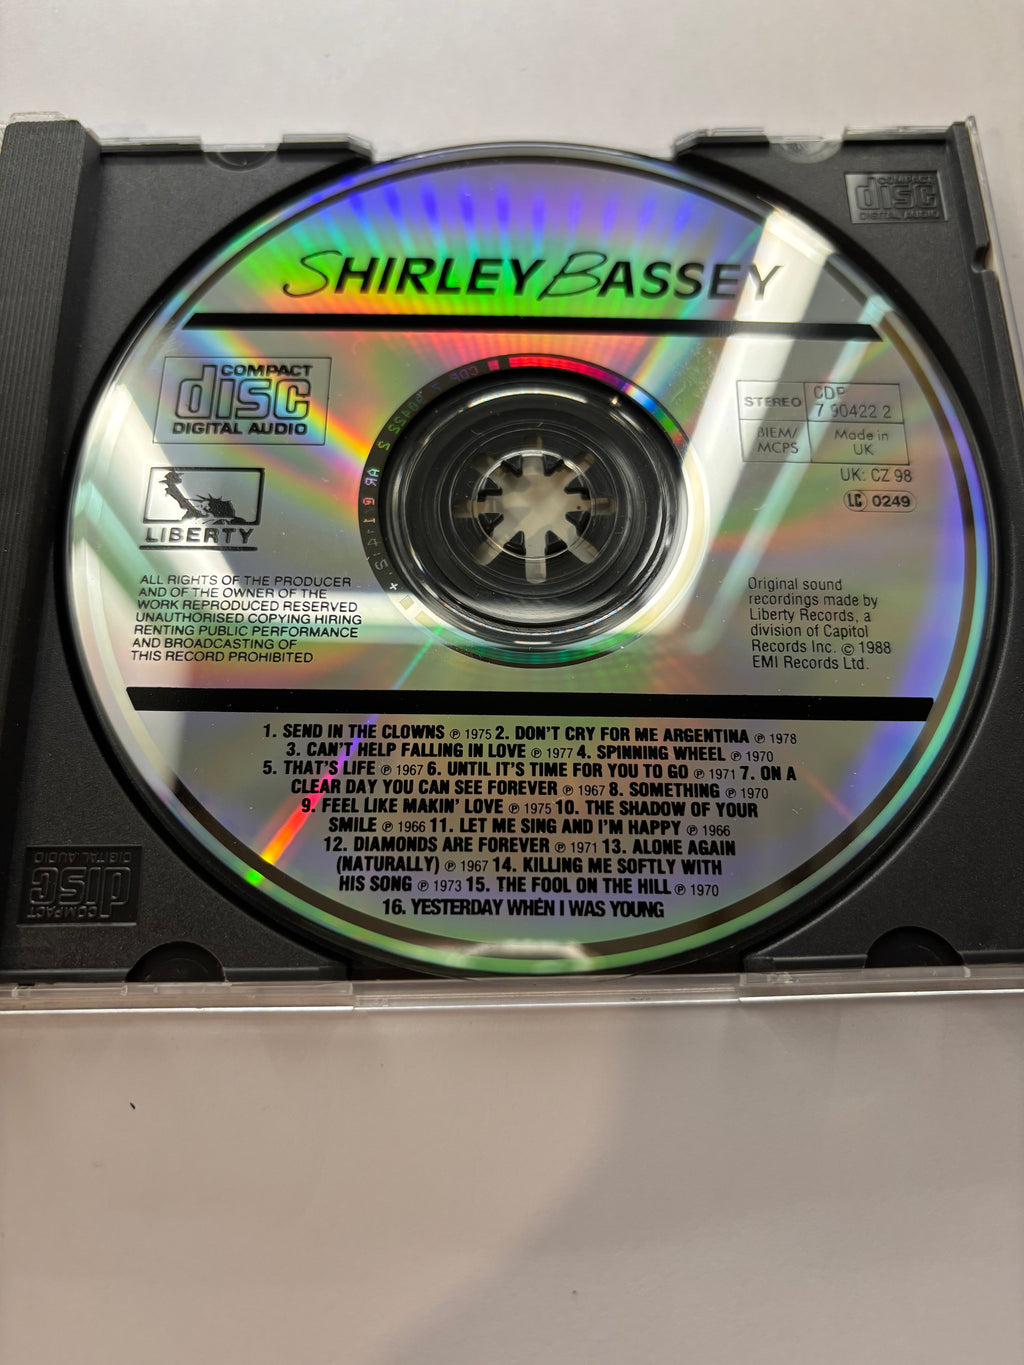 SHIRLEY BASSEY
COMPACT
disc
DIGITAL AUDIO
COMPACT
disc
DIGITAL AUDIO
STEREO
CDP
7 90422 2
BIEM/
MCPS
Made in
UK
UK: CZ 98
LC 0249
LIBERTY
ALL RIGHTS OF THE PRODUCER
AND OF THE OWNER OF THE
WORK REPRODUCED RESERVED
UNAUTHORISED COPYING HIRING
RENTING PUBLIC PERFORMANCE
AND BROADCASTING OF
THIS RECORD PROHIBITED
Original sound
recordings made by
Liberty Records, a
division of Capitol
Records Inc. © 1988
EMI Records Ltd.
1. SEND IN THE CLOWNS ℗ 1975 2. DON'T CRY FOR ME ARGENTINA ℗ 1978
3. CAN'T HELP FALLING IN LOVE ℗ 1977 4. SPINNING WHEEL ℗ 1970
5. THAT'S LIFE ℗ 1967 6. UNTIL IT'S TIME FOR YOU TO GO ℗ 1971 7. ON A
CLEAR DAY YOU CAN SEE FOREVER ℗ 1967 8. SOMETHING ℗ 1970
9. FEEL LIKE MAKIN' LOVE ℗ 1975 10. THE SHADOW OF YOUR
SMILE ℗ 1966 11. LET ME SING AND I'M HAPPY ℗ 1966
12. DIAMONDS ARE FOREVER ℗ 1971 13. ALONE AGAIN
(NATURALLY) ℗ 1967 14. KILLING ME SOFTLY WITH
HIS SONG ℗ 1973 15. THE FOOL ON THE HILL ℗ 1970
16. YESTERDAY WHEN I WAS YOUNG
COMPACT
disc
DIGITAL AUDIO